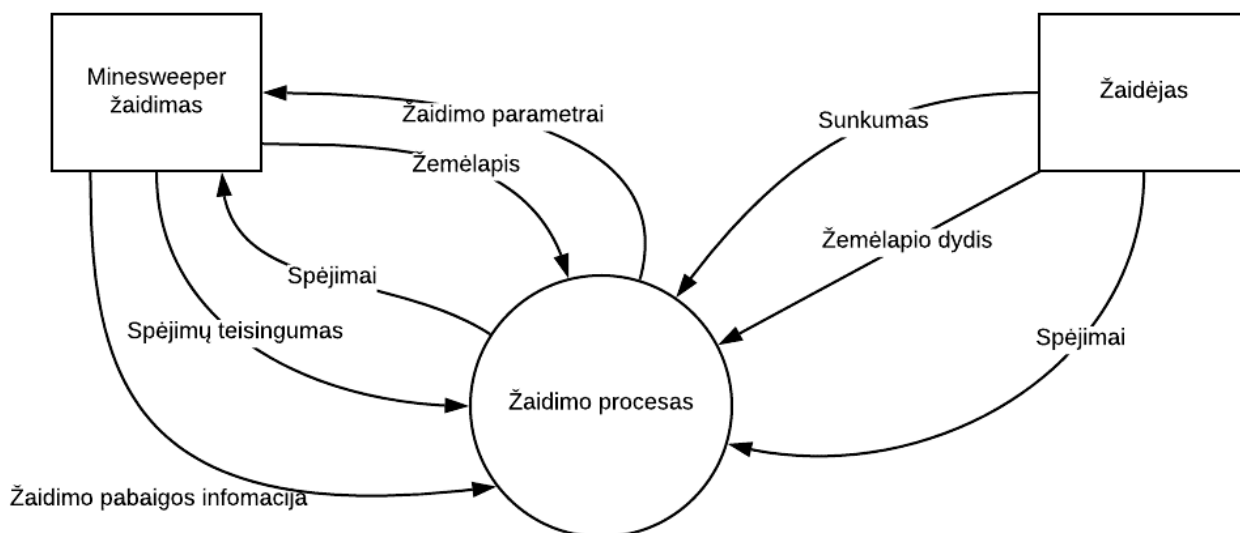 Minesweeper
žaidimas
Žaidėjas
Žaidimo parametrai
Sunkumas
Žemėlapis
Žemėlapio dydis
Spėjimai
Spėjimų teisingumas
Spėjimai
Žaidimo procesas
Žaidimo pabaigos infomacija